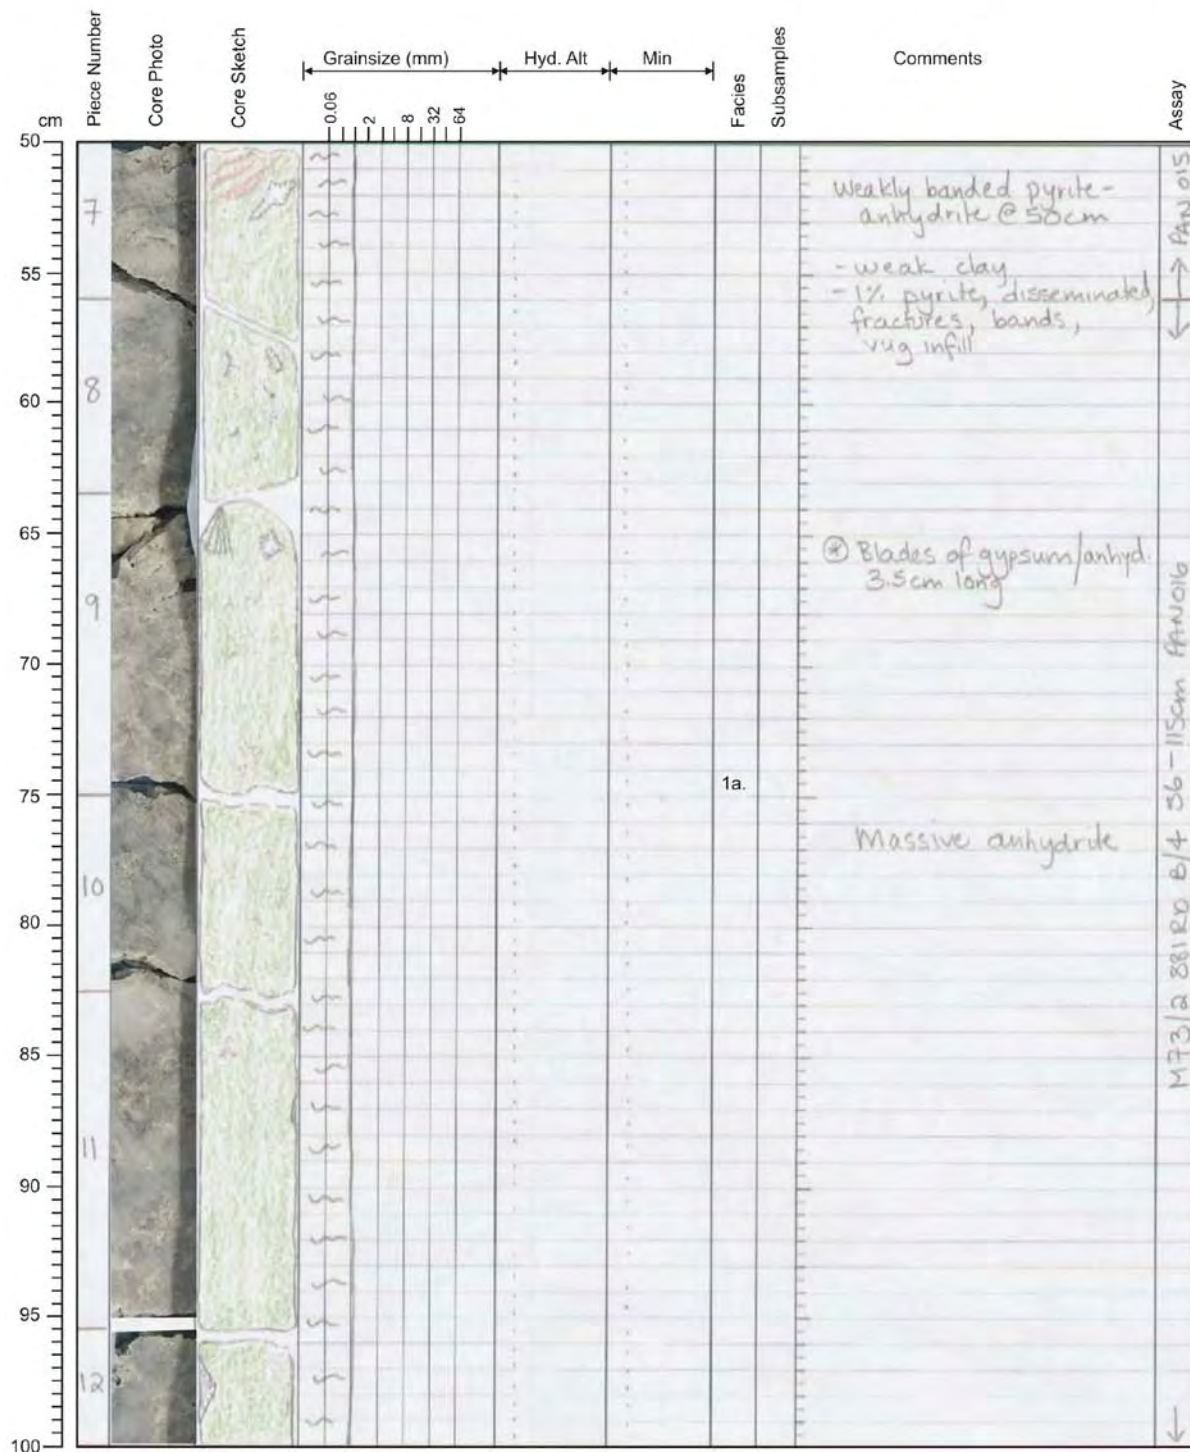 Piece Number
Core Photo
Core Sketch
Grainsize (mm)
Hyd. Alt
Min
Facies
Subsamples
Comments
Assay
cm
0.06
2
8
32
64
50
55
60
65
70
75
80
85
90
95
100
7
8
9
10
11
12
1a.
Weakly banded pyrite-
anhydrite @ 50cm
- weak clay
- 1% pyrite, disseminated,
fractures, bands,
vug infill
* Blades of gypsum/anhyd.
3.5cm long
Massive anhydrite
PAN 015
M73/2 881RD B/4 56-115cm PAN016